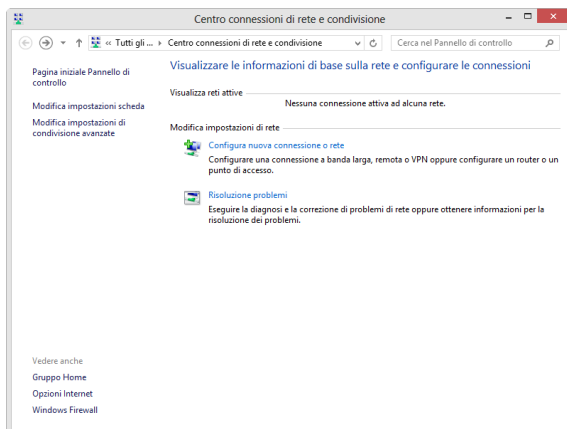 Centro connessioni di rete e condivisione
« Tutti gli ... Centro connessioni di rete e condivisione
Cerca nel Pannello di controllo
Pagina iniziale Pannello di
controllo
Modifica impostazioni scheda
Modifica impostazioni di
condivisione avanzate
Visualizzare le informazioni di base sulla rete e configurare le connessioni
Visualizza reti attive
Nessuna connessione attiva ad alcuna rete.
Modifica impostazioni di rete
Configura nuova connessione o rete
Configurare una connessione a banda larga, remota o VPN oppure configurare un router o un
punto di accesso.
Risoluzione problemi
Eseguire la diagnosi e la correzione di problemi di rete oppure ottenere informazioni per la
risoluzione dei problemi.
Vedere anche
Gruppo Home
Opzioni Internet
Windows Firewall